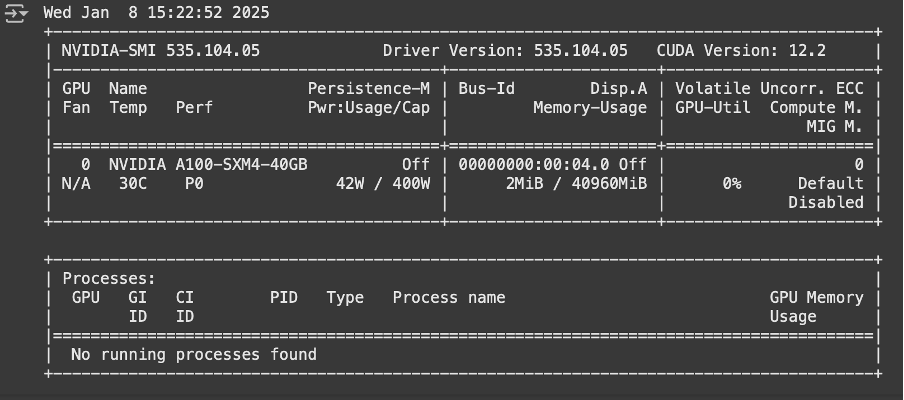 Wed Jan  8 15:22:52 2025
+---------------------------------------------------------------------------------------+
| NVIDIA-SMI 535.104.05             Driver Version: 535.104.05   CUDA Version: 12.2     |
|-----------------------------------------+----------------------+----------------------+
| GPU  Name                 Persistence-M | Bus-Id        Disp.A | Volatile Uncorr. ECC |
| Fan  Temp   Perf          Pwr:Usage/Cap |         Memory-Usage | GPU-Util  Compute M. |
|                                         |                      |               MIG M. |
|=========================================+======================+======================|
|   0  NVIDIA A100-SXM4-40GB          Off | 00000000:00:04.0 Off |                    0 |
| N/A   30C    P0              42W / 400W |      2MiB / 40960MiB |      0%      Default |
|                                         |                      |             Disabled |
+-----------------------------------------+----------------------+----------------------+

+---------------------------------------------------------------------------------------+
| Processes:                                                                            |
|  GPU   GI   CI        PID   Type   Process name                            GPU Memory |
|        ID   ID                                                             Usage      |
|=======================================================================================|
|  No running processes found                                                           |
+---------------------------------------------------------------------------------------+